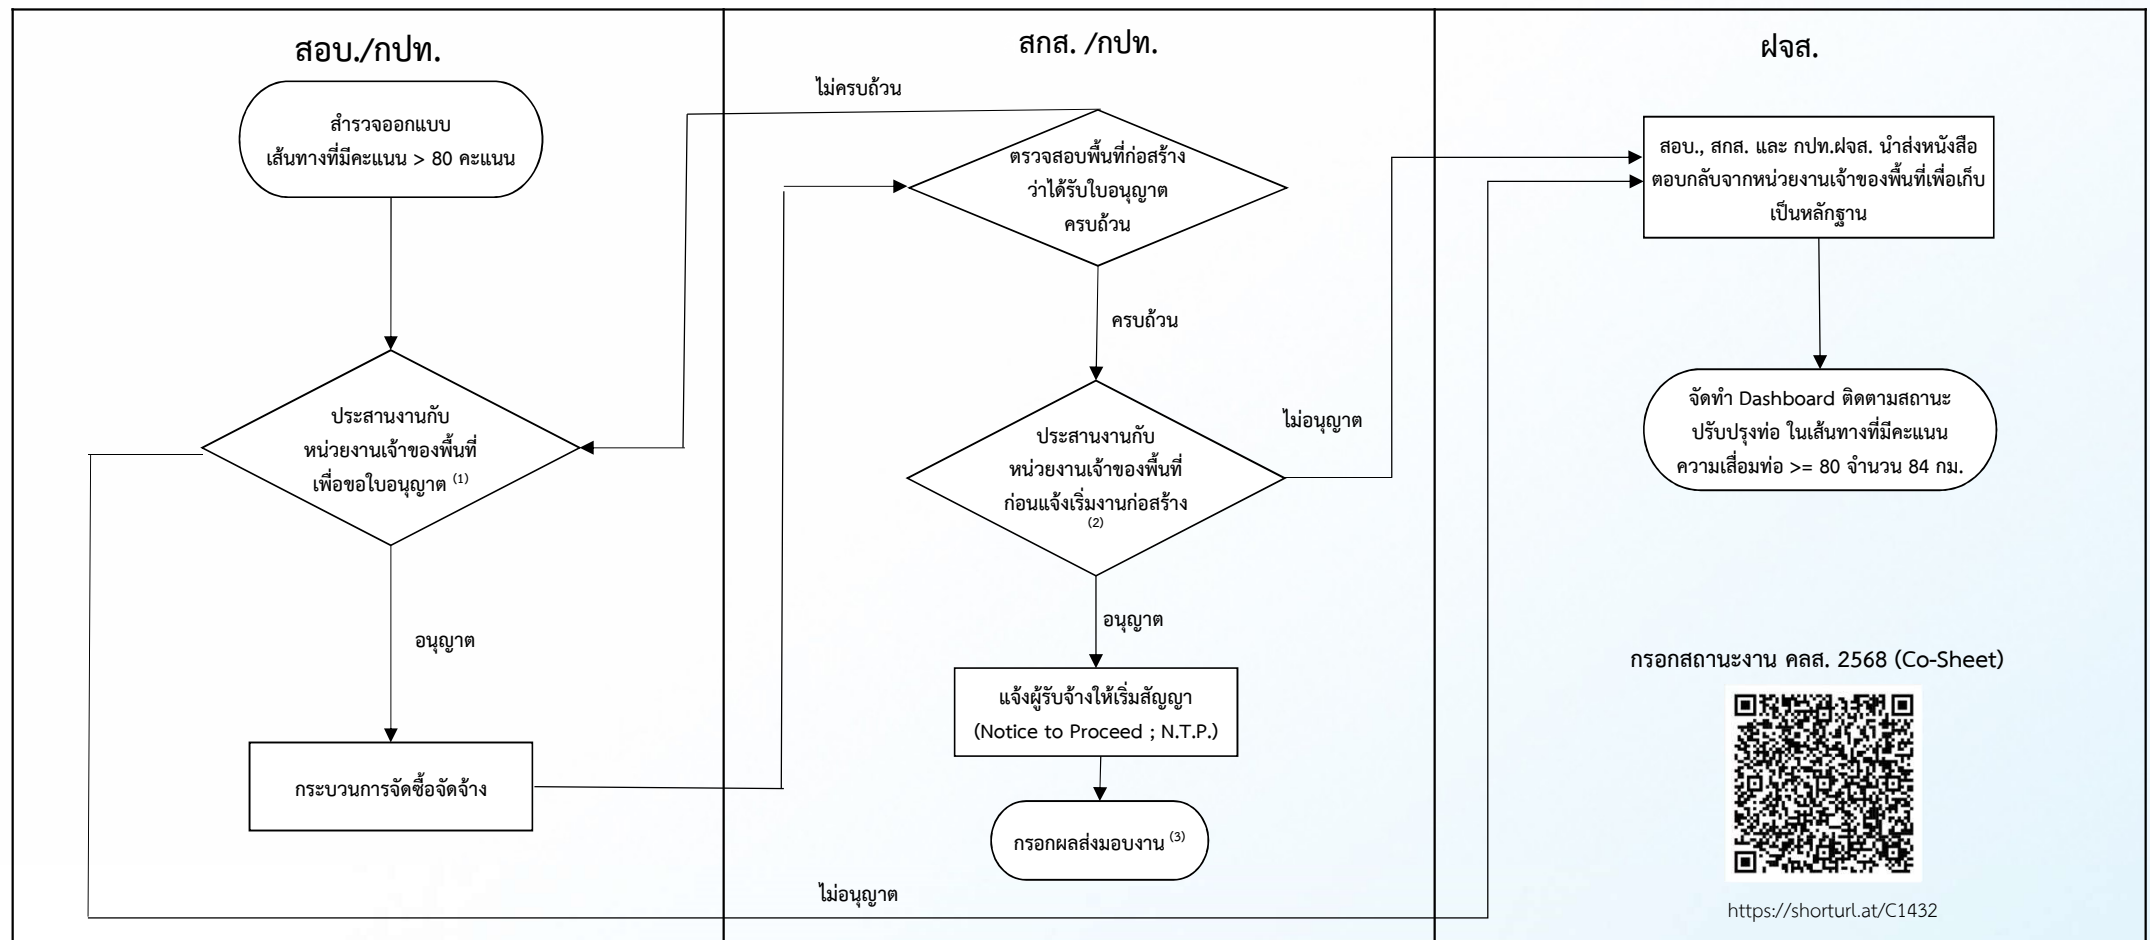 สอบ./กปท.
สำรวจออกแบบ
เส้นทางที่มีคะแนน > 80 คะแนน
ประสานงานกับ
หน่วยงานเจ้าของพื้นที่
เพื่อขอใบอนุญาต (1)
อนุญาต
กระบวนการจัดซื้อจัดจ้าง
สกส. /กปท.
ไม่ครบถ้วน
ตรวจสอบพื้นที่ก่อสร้าง
ว่าได้รับใบอนุญาต
ครบถ้วน
ครบถ้วน
ประสานงานกับ
หน่วยงานเจ้าของพื้นที่
ก่อนแจ้งเริ่มงานก่อสร้าง
(2)
ไม่อนุญาต
อนุญาต
แจ้งผู้รับจ้างให้เริ่มสัญญา
(Notice to Proceed ; N.T.P.)
กรอกผลส่งมอบงาน (3)
ไม่อนุญาต
ฝจส.
สอบ., สกส. และ กปท.ฝจส. นำส่งหนังสือ
ตอบกลับจากหน่วยงานเจ้าของพื้นที่เพื่อเก็บ
เป็นหลักฐาน
จัดทำ Dashboard ติดตามสถานะ
ปรับปรุงท่อ ในเส้นทางที่มีคะแนน
ความเสื่อมท่อ >= 80 จำนวน 84 กม.
กรอกสถานะงาน คลส. 2568 (Co-Sheet)
https://shorturl.at/C1432